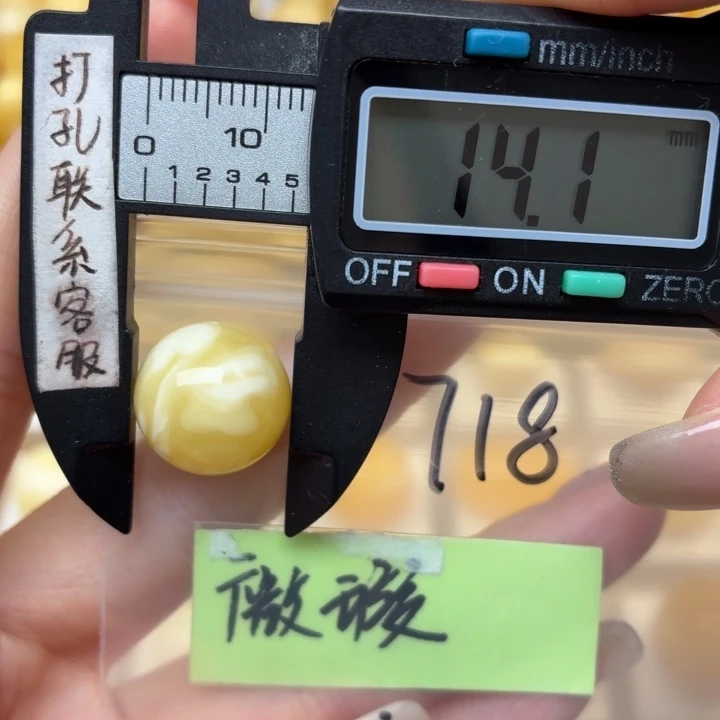 打孔联系客服
mm/inch
0 10
1 2 3 4 5
14.1 mm
OFF ON ZERO
718
微瑕